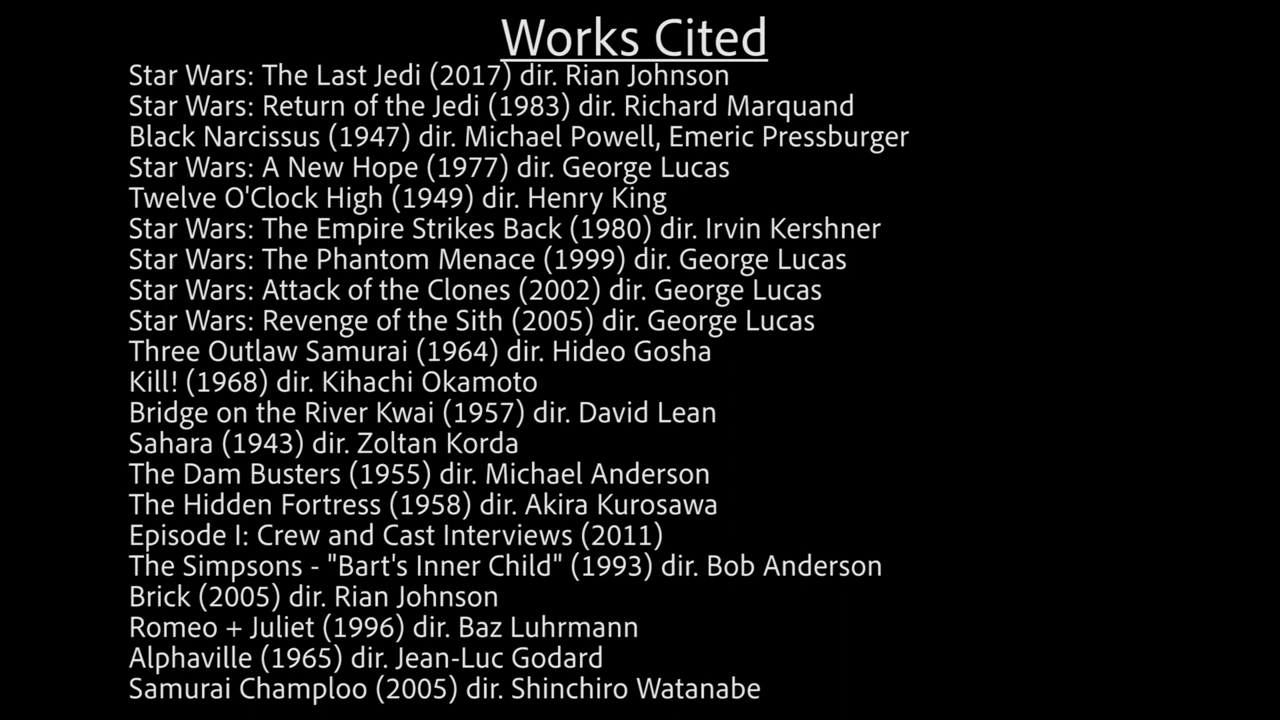 Works Cited
Star Wars: The Last Jedi (2017) dir. Rian Johnson
Star Wars: Return of the Jedi (1983) dir. Richard Marquand
Black Narcissus (1947) dir. Michael Powell, Emeric Pressburger
Star Wars: A New Hope (1977) dir. George Lucas
Twelve O'Clock High (1949) dir. Henry King
Star Wars: The Empire Strikes Back (1980) dir. Irvin Kershner
Star Wars: The Phantom Menace (1999) dir. George Lucas
Star Wars: Attack of the Clones (2002) dir. George Lucas
Star Wars: Revenge of the Sith (2005) dir. George Lucas
Three Outlaw Samurai (1964) dir. Hideo Gosha
Kill! (1968) dir. Kihachi Okamoto
Bridge on the River Kwai (1957) dir. David Lean
Sahara (1943) dir. Zoltan Korda
The Dam Busters (1955) dir. Michael Anderson
The Hidden Fortress (1958) dir. Akira Kurosawa
Episode I: Crew and Cast Interviews (2011)
The Simpsons - "Bart's Inner Child" (1993) dir. Bob Anderson
Brick (2005) dir. Rian Johnson
Romeo + Juliet (1996) dir. Baz Luhrmann
Alphaville (1965) dir. Jean-Luc Godard
Samurai Champloo (2005) dir. Shinchiro Watanabe